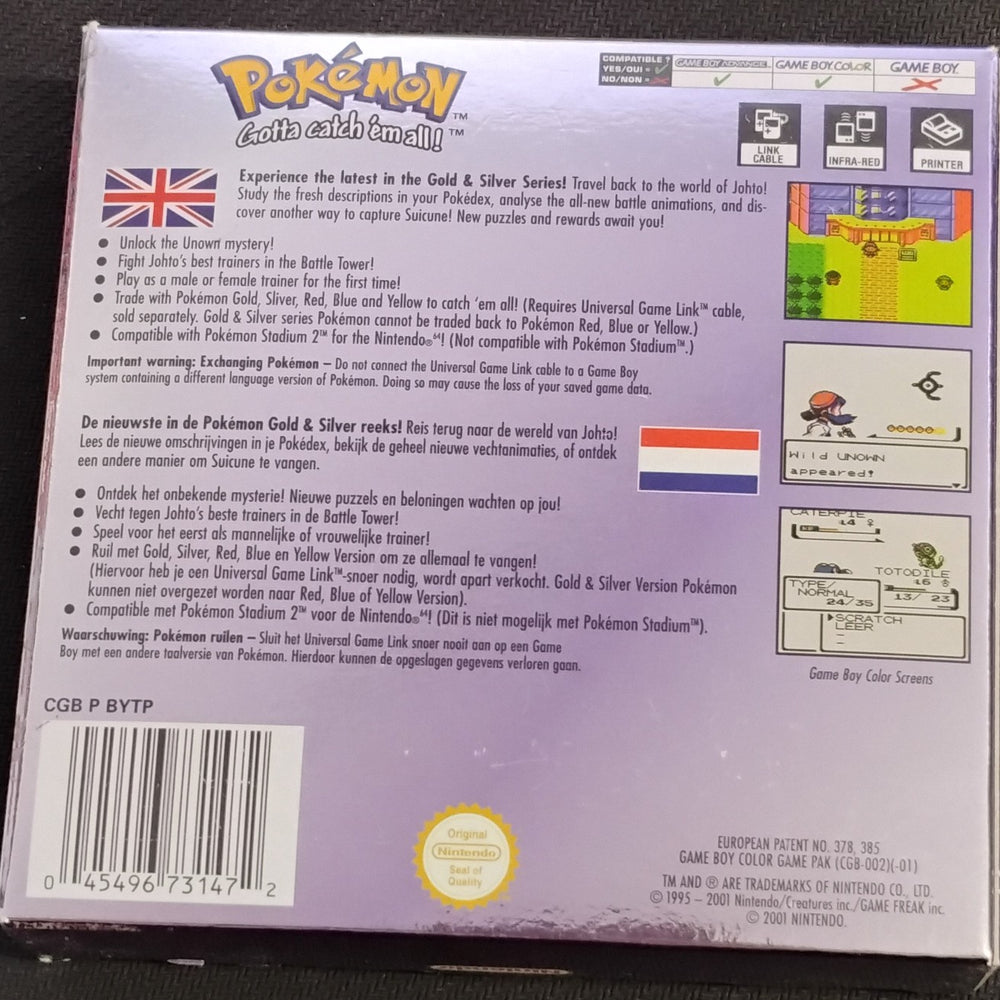 POKéMON™
Gotta catch 'em all!™
COMPATIBLE ?
YES/OUI =
NO/NON =
GAME BOY ADVANCE
GAME BOY COLOR
GAME BOY
LINK CABLE
INFRA-RED
PRINTER
Experience the latest in the Gold & Silver Series! Travel back to the world of Johto!
Study the fresh descriptions in your Pokédex, analyse the all-new battle animations, and dis-
cover another way to capture Suicune! New puzzles and rewards await you!
● Unlock the Unown mystery!
● Fight Johto's best trainers in the Battle Tower!
● Play as a male or female trainer for the first time!
● Trade with Pokémon Gold, Sliver, Red, Blue and Yellow to catch 'em all! (Requires Universal Game Link™ cable,
sold separately. Gold & Silver series Pokémon cannot be traded back to Pokémon Red, Blue or Yellow.)
● Compatible with Pokémon Stadium 2™ for the Nintendo®⁶⁴! (Not compatible with Pokémon Stadium™.)
Important warning: Exchanging Pokémon – Do not connect the Universal Game Link cable to a Game Boy
system containing a different language version of Pokémon. Doing so may cause the loss of your saved game data.
De nieuwste in de Pokémon Gold & Silver reeks! Reis terug naar de wereld van Johto!
Lees de nieuwe omschrijvingen in je Pokédex, bekijk de geheel nieuwe vechtanimaties, of ontdek
een andere manier om Suicune te vangen.
● Ontdek het onbekende mysterie! Nieuwe puzzels en beloningen wachten op jou!
● Vecht tegen Johto's beste trainers in de Battle Tower!
● Speel voor het eerst als mannelijke of vrouwelijke trainer!
● Ruil met Gold, Silver, Red, Blue en Yellow Version om ze allemaal te vangen!
(Hiervoor heb je een Universal Game Link™-snoer nodig, wordt apart verkocht. Gold & Silver Version Pokémon
kunnen niet overgezet worden naar Red, Blue of Yellow Version).
● Compatible met Pokémon Stadium 2™ voor de Nintendo®⁶⁴! (Dit is niet mogelijk met Pokémon Stadium™).
Waarschuwing: Pokémon ruilen – Sluit het Universal Game Link snoer nooit aan op een Game
Boy met een andere taalversie van Pokémon. Hierdoor kunnen de opgeslagen gegevens verloren gaan.
Wild UNOWN
appeared!
CATERPIE
:L4 ♀
TOTODILE
:L6 ♂
13/ 23
TYPE/
NORMAL
24/35
▶SCRATCH
LEER
-
-
Game Boy Color Screens
CGB P BYTP
0 45496 73147 2
Original
Nintendo
Seal of
Quality
EUROPEAN PATENT NO. 378, 385
GAME BOY COLOR GAME PAK (CGB-002)(-01)
TM AND ® ARE TRADEMARKS OF NINTENDO CO., LTD.
© 1995 – 2001 Nintendo/Creatures inc./GAME FREAK inc.
© 2001 NINTENDO.